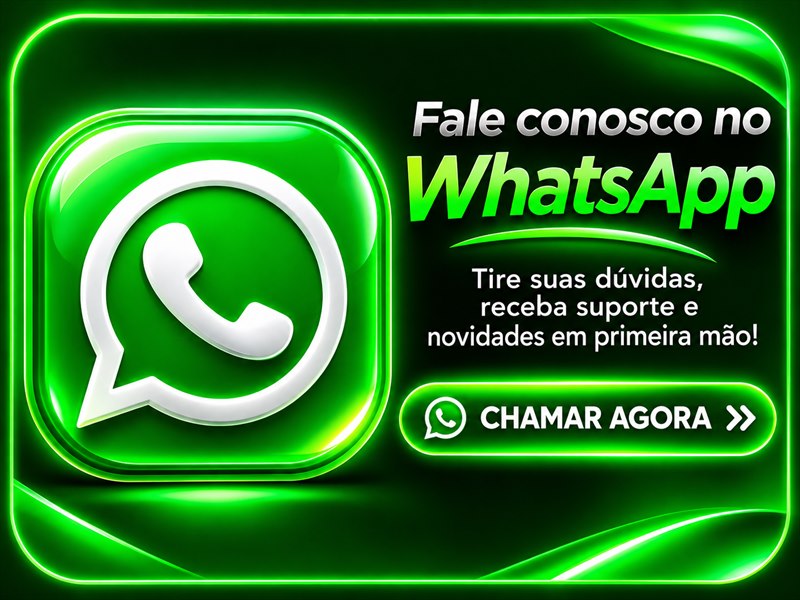 Fale conosco no
WhatsApp
Tire suas dúvidas,
receba suporte e
novidades em primeira mão!
CHAMAR AGORA